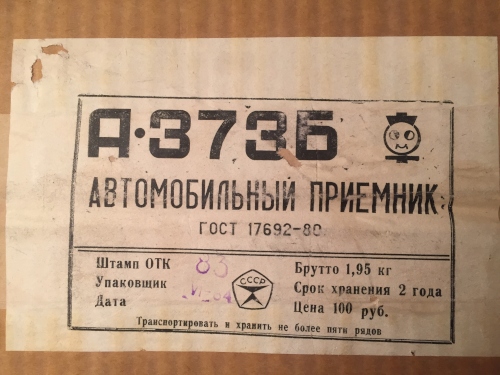 А·373Б
АВТОМОБИЛЬНЫЙ ПРИЕМНИК
ГОСТ 17692-80
Штамп ОТК 83
Упаковщик
Дата
СССР
Брутто 1,95 кг
Срок хранения 2 года
Цена 100 руб.
Транспортировать и хранить не более пяти рядов